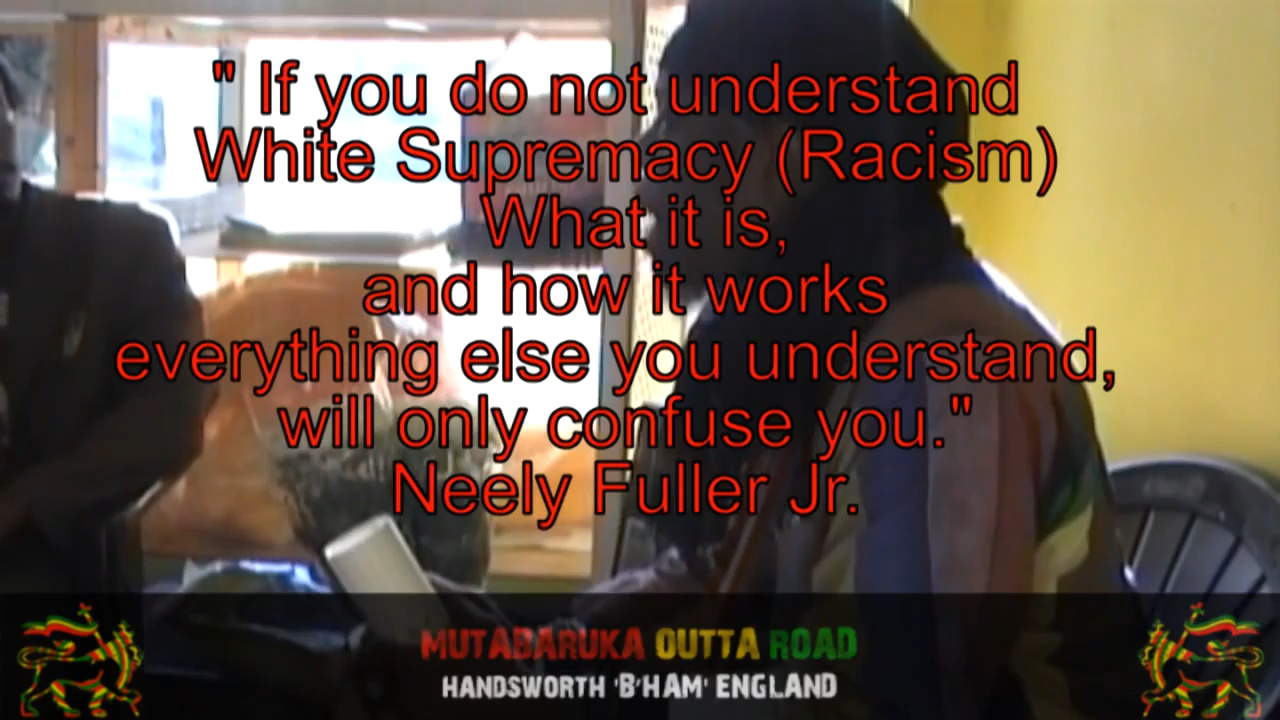 " If you do not understand
White Supremacy (Racism)
What it is,
and how it works
everything else you understand,
will only confuse you."
Neely Fuller Jr.
MUTABARUKA OUTTA ROAD
HANDSWORTH 'B'HAM' ENGLAND